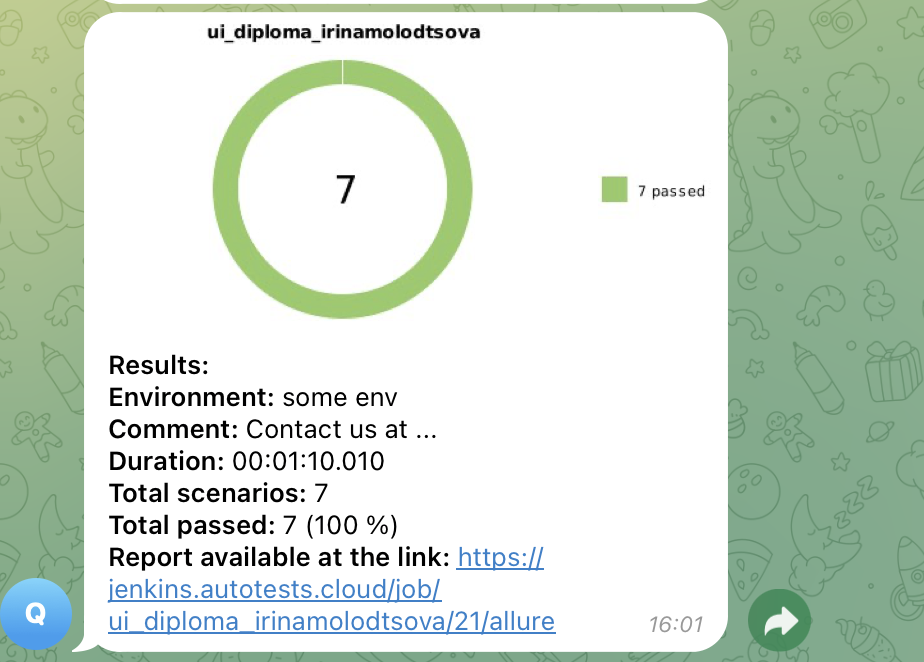 ui_diploma_irinamolodtsova
7
7 passed
Results:
Environment: some env
Comment: Contact us at ...
Duration: 00:01:10.010
Total scenarios: 7
Total passed: 7 (100 %)
Report available at the link: https://
jenkins.autotests.cloud/job/
ui_diploma_irinamolodtsova/21/allure
16:01
Q